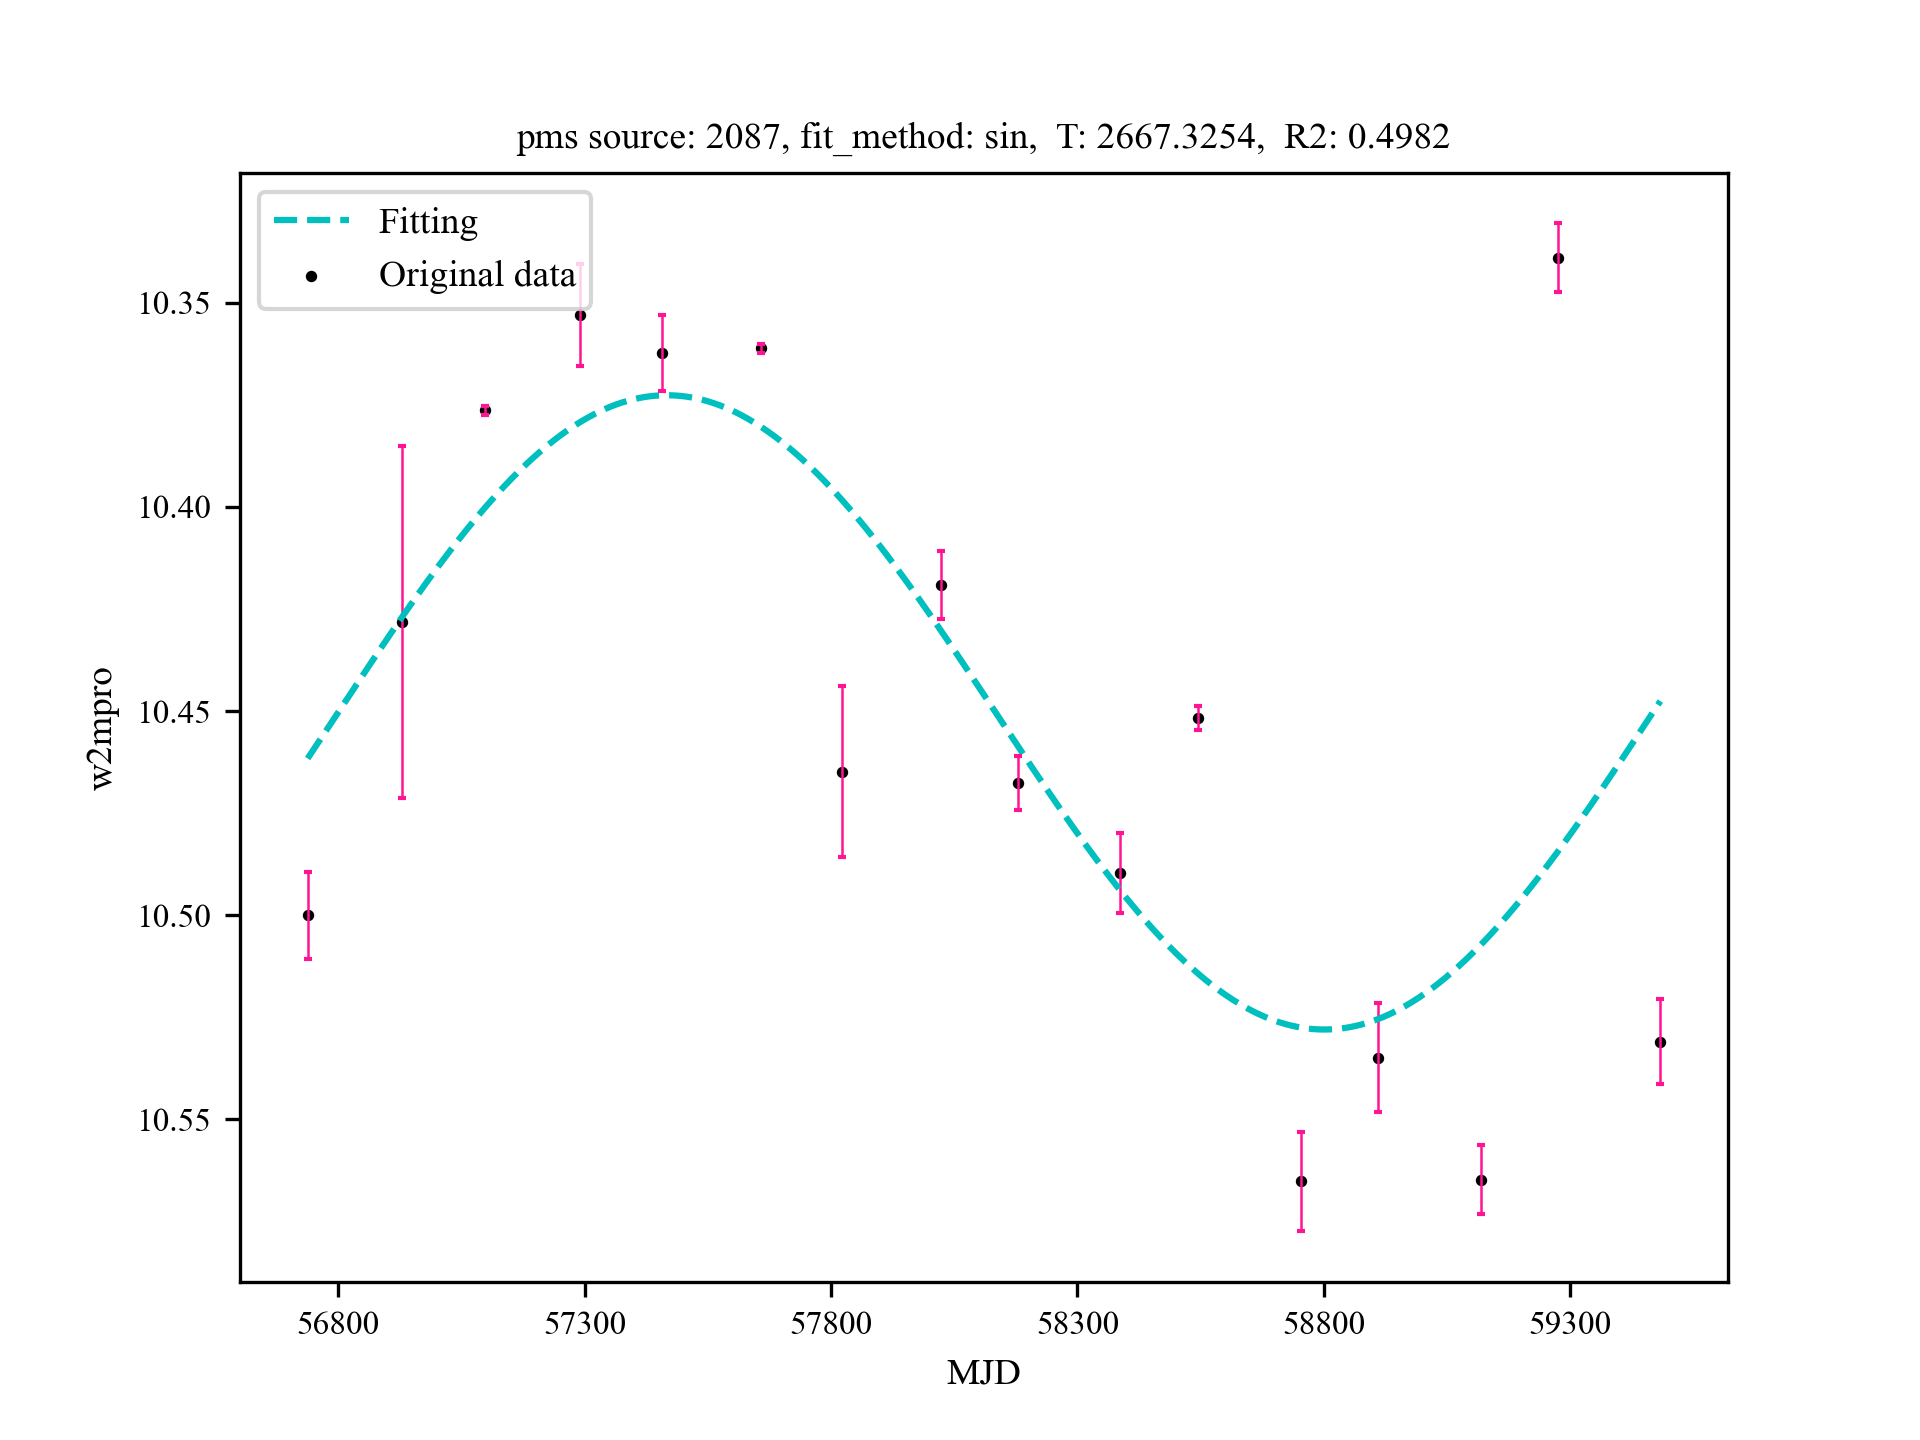 pms source: 2087, fit_method: sin,  T: 2667.3254,  R2: 0.4982
Fitting
Original data
10.35
10.40
10.45
10.50
10.55
w2mpro
56800 57300 57800 58300 58800 59300
MJD